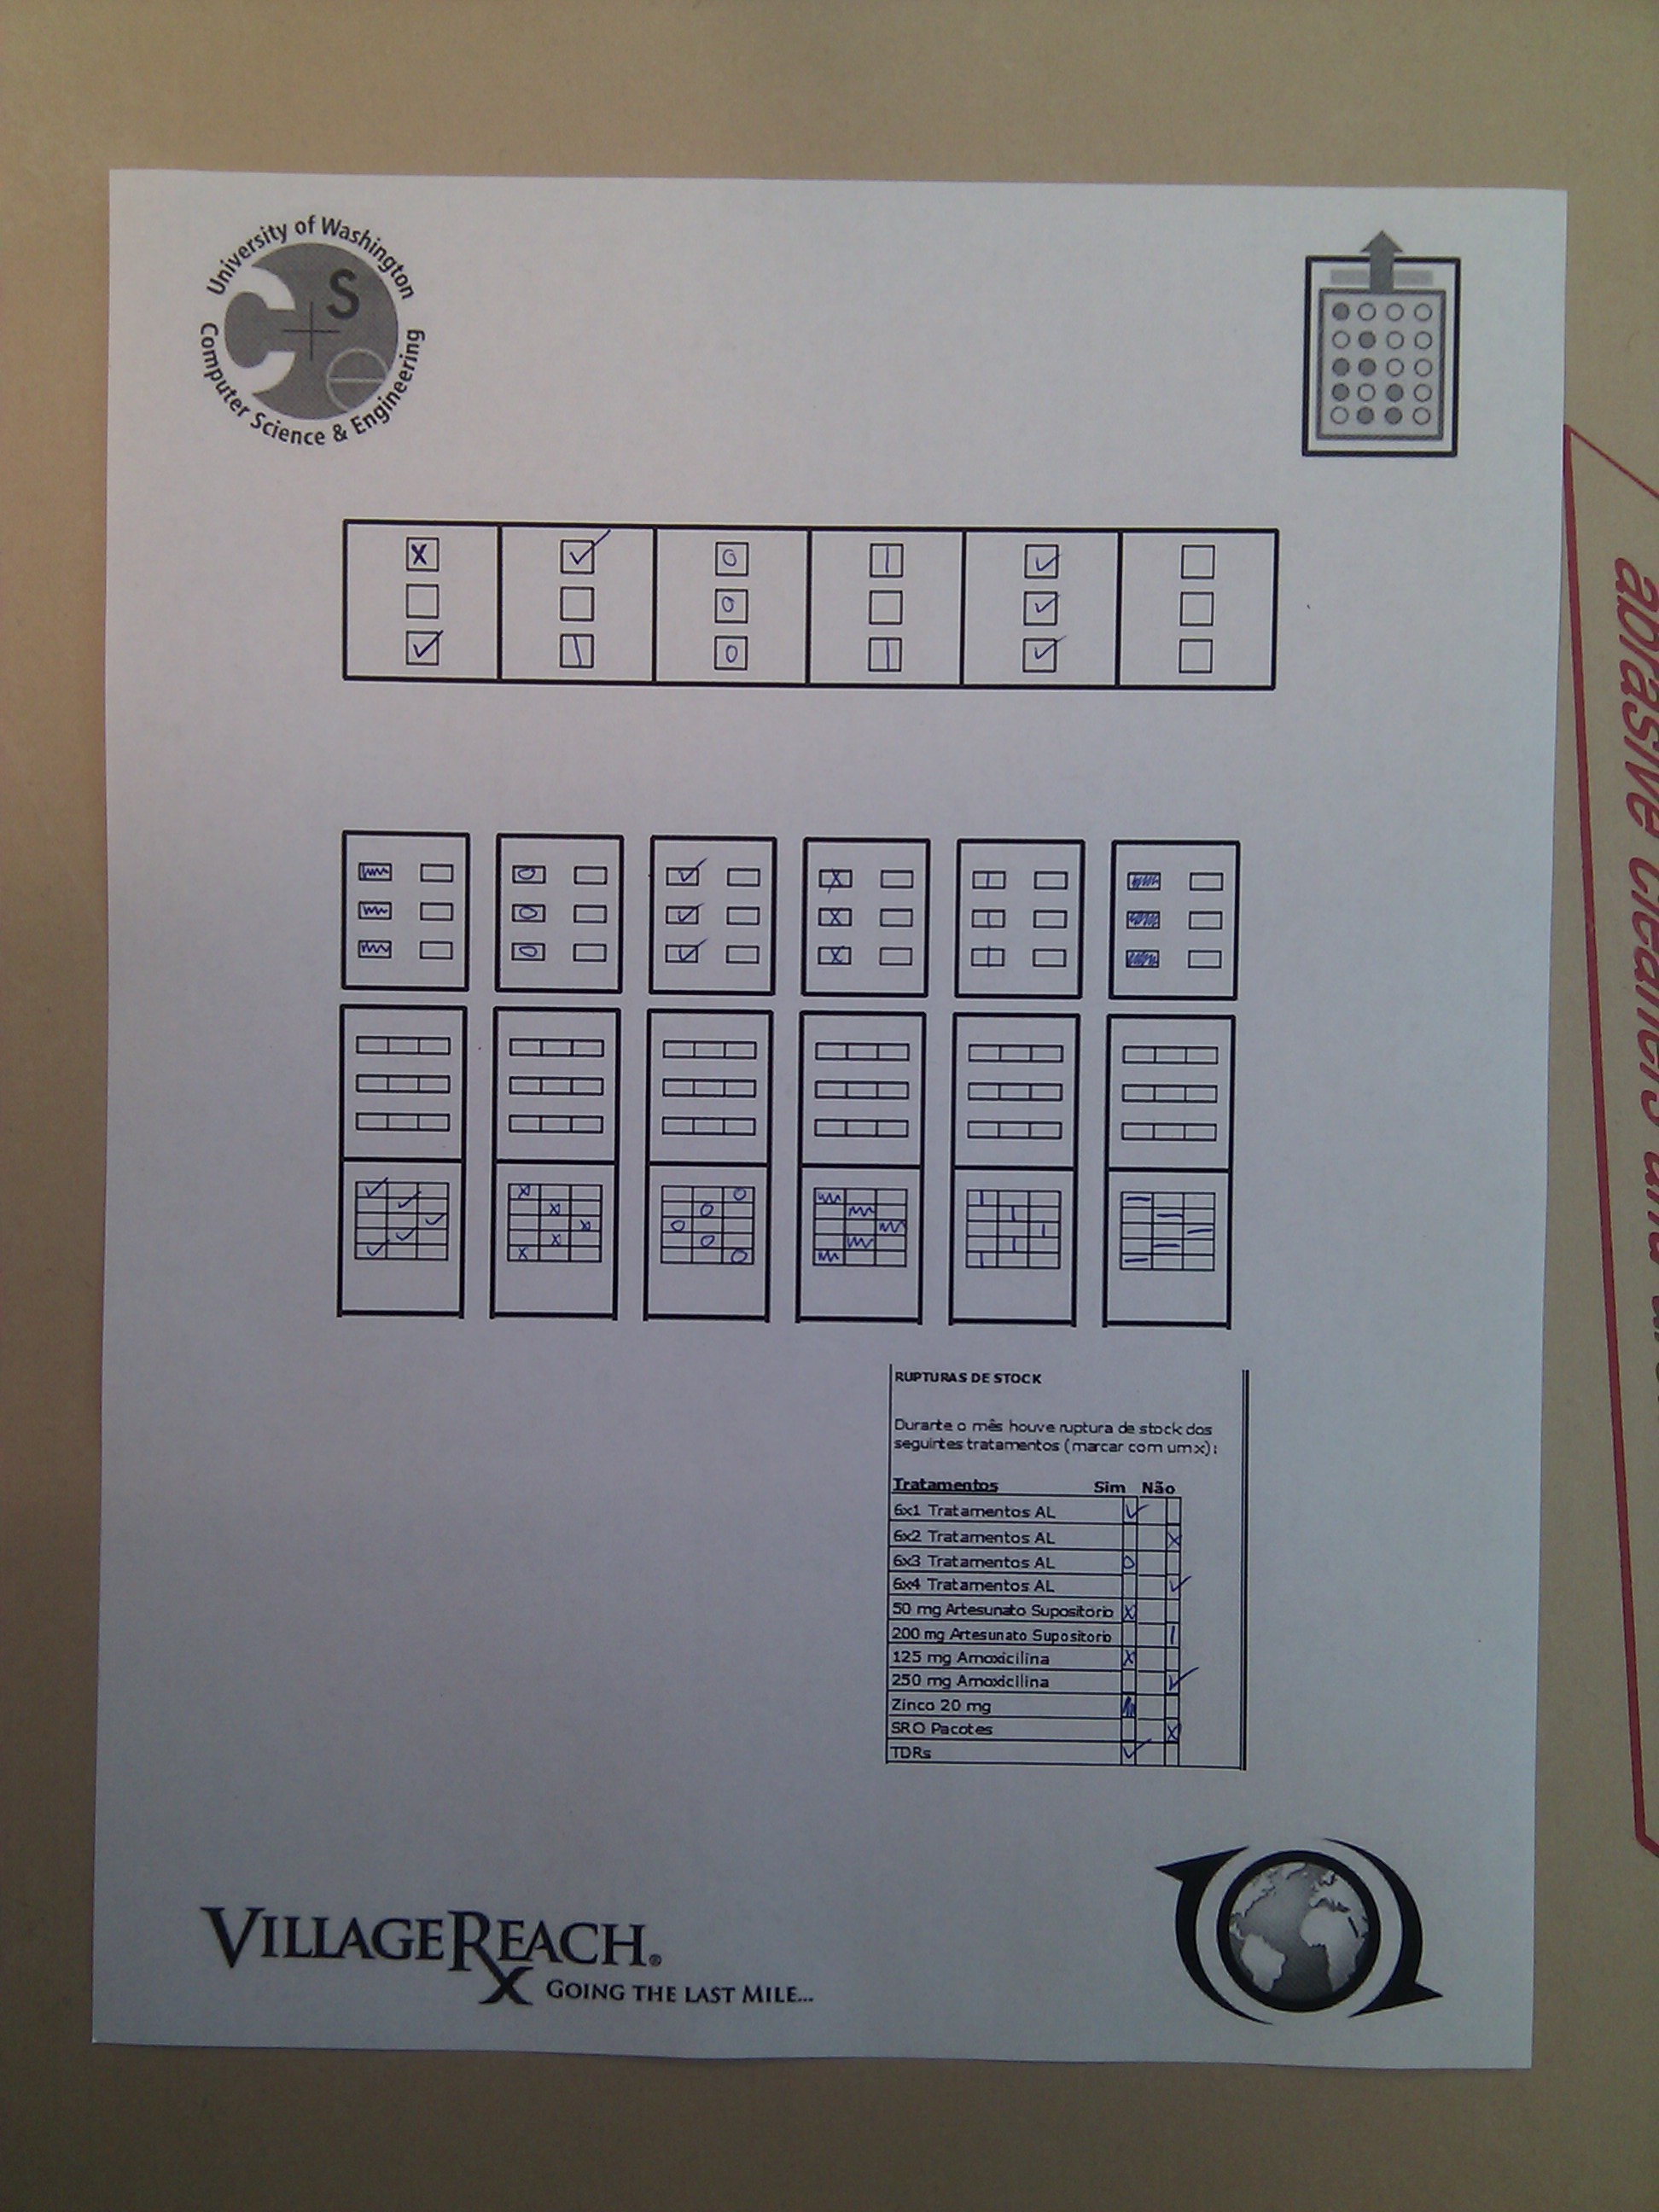 University of Washington
Computer Science & Engineering
C + S e
RUPTURAS DE STOCK
Durante o mês houve ruptura de stock dos
seguintes tratamentos (marcar com um x):
Tratamentos Sim Não
6x1 Tratamentos AL
6x2 Tratamentos AL
6x3 Tratamentos AL
6x4 Tratamentos AL
50 mg Artesunato Supositorio
200 mg Artesunato Supositorio
125 mg Amoxicilina
250 mg Amoxicilina
Zinco 20 mg
SRO Pacotes
TDRs
VILLAGEREACH®
GOING THE LAST MILE...
abrasive cleaners